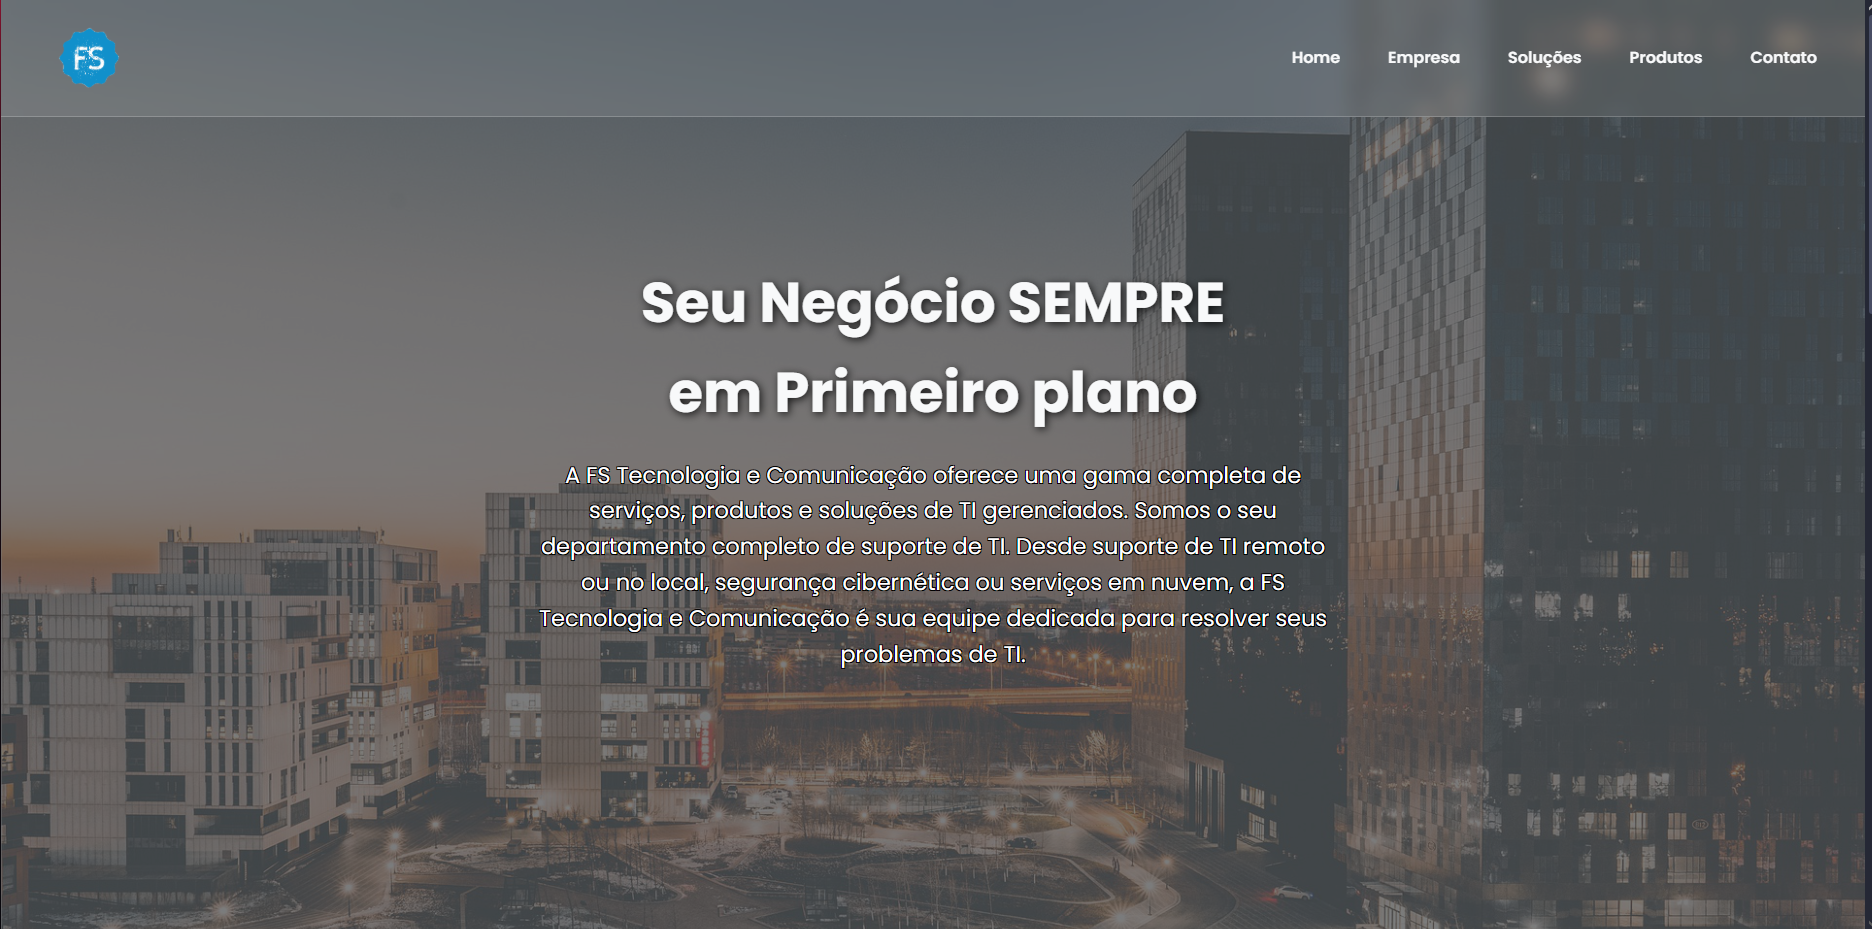 FS
Home Empresa Soluções Produtos Contato
Seu Negócio SEMPRE
em Primeiro plano
A FS Tecnologia e Comunicação oferece uma gama completa de
serviços, produtos e soluções de TI gerenciados. Somos o seu
departamento completo de suporte de TI. Desde suporte de TI remoto
ou no local, segurança cibernética ou serviços em nuvem, a FS
Tecnologia e Comunicação é sua equipe dedicada para resolver seus
problemas de TI.